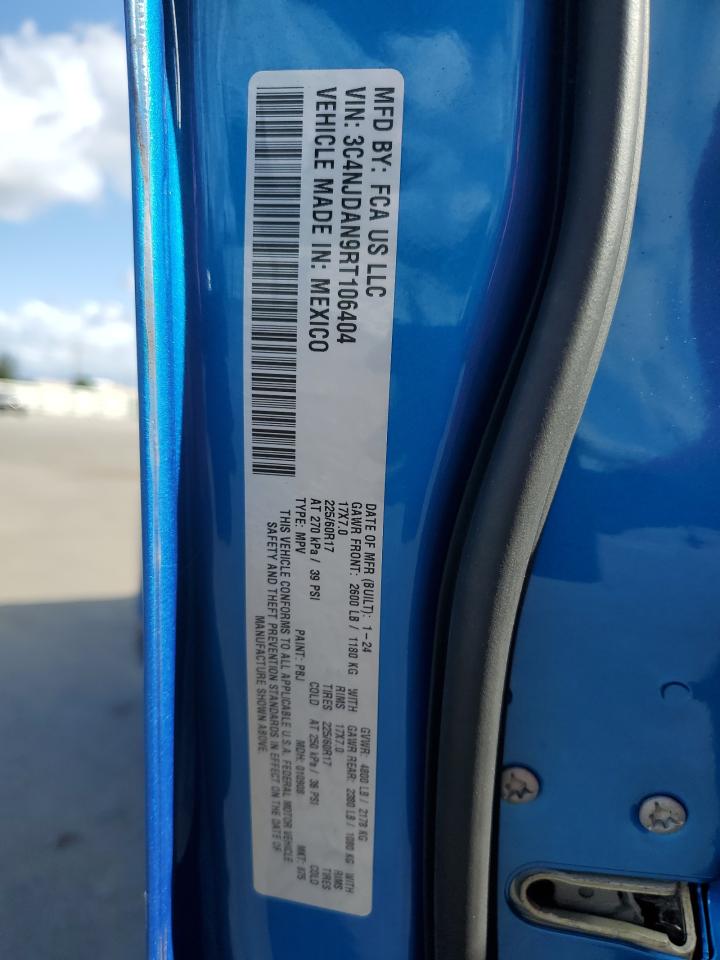 MFD BY: FCA US LLC
VIN: 3C4NJDAN9RT106404
VEHICLE MADE IN: MEXICO
DATE OF MFR (BUILT): 1-24 GVWR: 4800 LB / 2178 KG
GAWR FRONT: 2600 LB / 1180 KG WITH GAWR REAR: 2380 LB / 1080 KG WITH
17X7.0 RIMS 17X7.0 RIMS
225/60R17 TIRES 225/60R17 TIRES
AT 270 kPa / 39 PSI COLD AT 250 kPa / 36 PSI COLD
TYPE: MPV PAINT: PBJ MDH: 010908 MKT: 875
THIS VEHICLE CONFORMS TO ALL APPLICABLE U.S.A. FEDERAL MOTOR VEHICLE
SAFETY AND THEFT PREVENTION STANDARDS IN EFFECT ON THE DATE OF
MANUFACTURE SHOWN ABOVE.